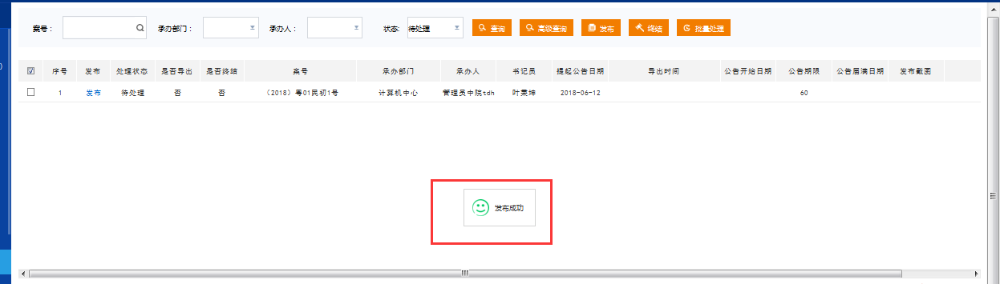 案号： 承办部门： 承办人： 状态: 待处理 查询 高级查询 发布 终结 批量处理
序号 发布 处理状态 是否导出 是否终结 案号 承办部门 承办人 书记员 提起公告日期 导出时间 公告开始日期 公告期限 公告届满日期 发布截图
1 发布 待处理 否 否 （2018）粤01民初1号 计算机中心 管理员中院tdh 叶秉坤 2018-06-12 60
发布成功